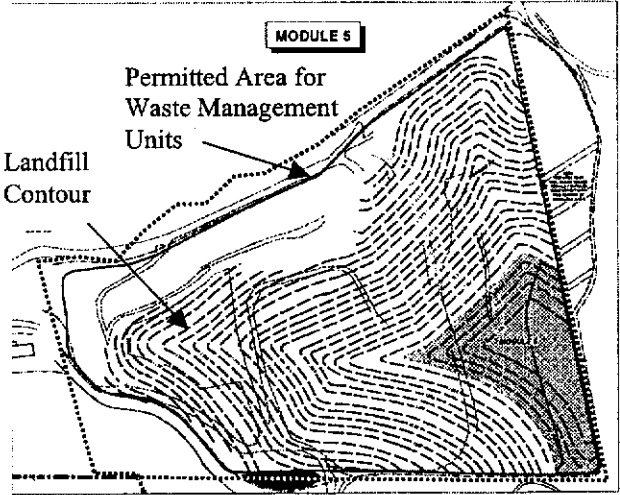 MODULE 5
Permitted Area for
Waste Management
Units
Landfill
Contour